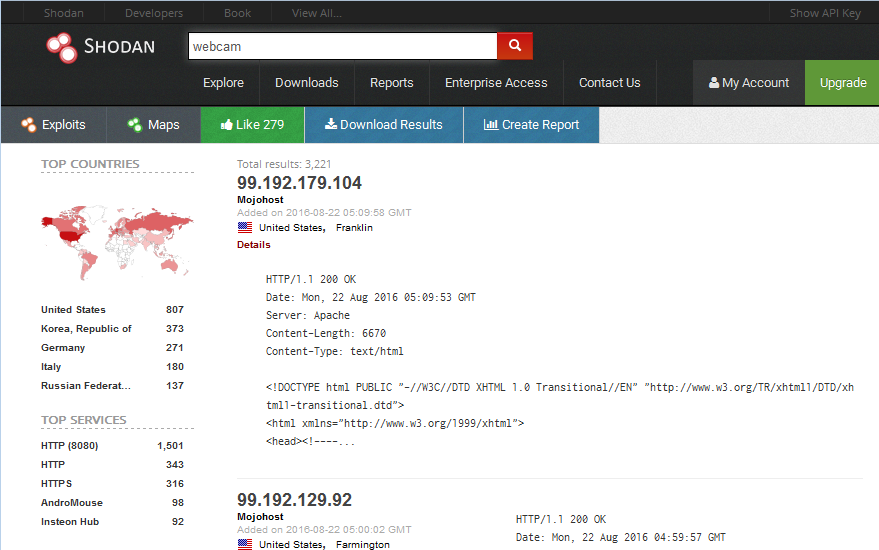 Shodan Developers Book View All... Show API Key
SHODAN webcam
Explore Downloads Reports Enterprise Access Contact Us My Account Upgrade
Exploits Maps Like 279 Download Results Create Report
TOP COUNTRIES
United States 807
Korea, Republic of 373
Germany 271
Italy 180
Russian Federat... 137
TOP SERVICES
HTTP (8080) 1,501
HTTP 343
HTTPS 316
AndroMouse 98
Insteon Hub 92
Total results: 3,221
99.192.179.104
Mojohost
Added on 2016-08-22 05:09:58 GMT
United States, Franklin
Details
HTTP/1.1 200 OK
Date: Mon, 22 Aug 2016 05:09:53 GMT
Server: Apache
Content-Length: 6670
Content-Type: text/html
<!DOCTYPE html PUBLIC "-//W3C//DTD XHTML 1.0 Transitional//EN" "http://www.w3.org/TR/xhtml1/DTD/xh
tml1-transitional.dtd">
<html xmlns="http://www.w3.org/1999/xhtml">
<head><!----...
99.192.129.92
Mojohost
Added on 2016-08-22 05:00:02 GMT
United States, Farmington
HTTP/1.1 200 OK
Date: Mon, 22 Aug 2016 04:59:57 GMT